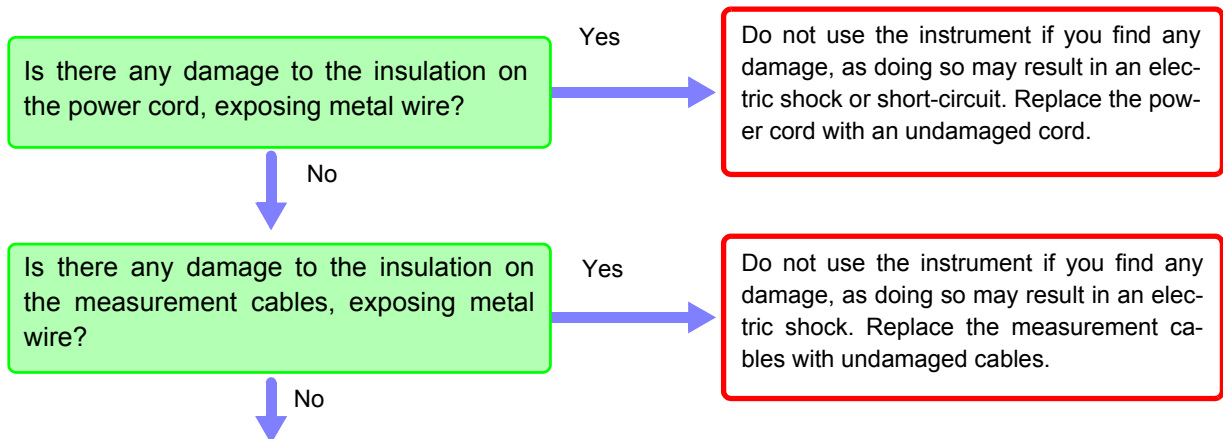 Is there any damage to the insulation on
the power cord, exposing metal wire?
Yes
Do not use the instrument if you find any
damage, as doing so may result in an elec-
tric shock or short-circuit. Replace the pow-
er cord with an undamaged cord.
No
Is there any damage to the insulation on
the measurement cables, exposing metal
wire?
Yes
Do not use the instrument if you find any
damage, as doing so may result in an elec-
tric shock. Replace the measurement ca-
bles with undamaged cables.
No